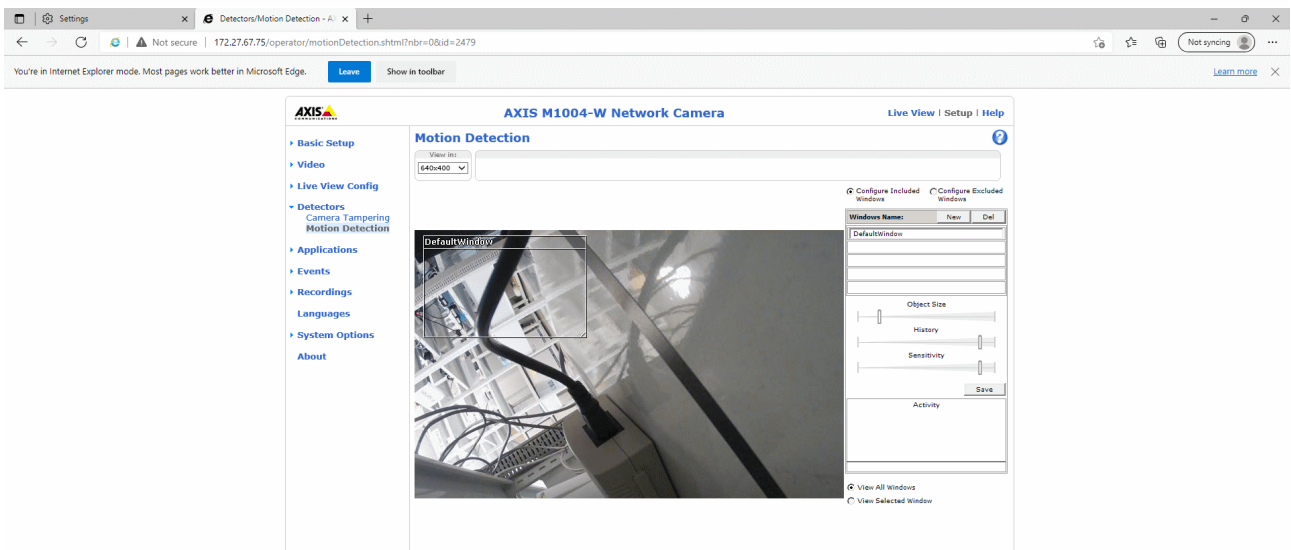 Settings
Detectors/Motion Detection - A
Not secure 172.27.67.75/operator/motionDetection.shtml?nbr=0&id=2479
Not syncing
You're in Internet Explorer mode. Most pages work better in Microsoft Edge. Leave Show in toolbar Learn more
AXIS COMMUNICATIONS
AXIS M1004-W Network Camera
Live View | Setup | Help
Basic Setup
Video
Live View Config
Detectors
Camera Tampering
Motion Detection
Applications
Events
Recordings
Languages
System Options
About
Motion Detection
View in:
640x400
Configure Included Windows
Configure Excluded Windows
Windows Name: New Del
DefaultWindow
DefaultWindow
Object Size
History
Sensitivity
Save
Activity
View All Windows
View Selected Window